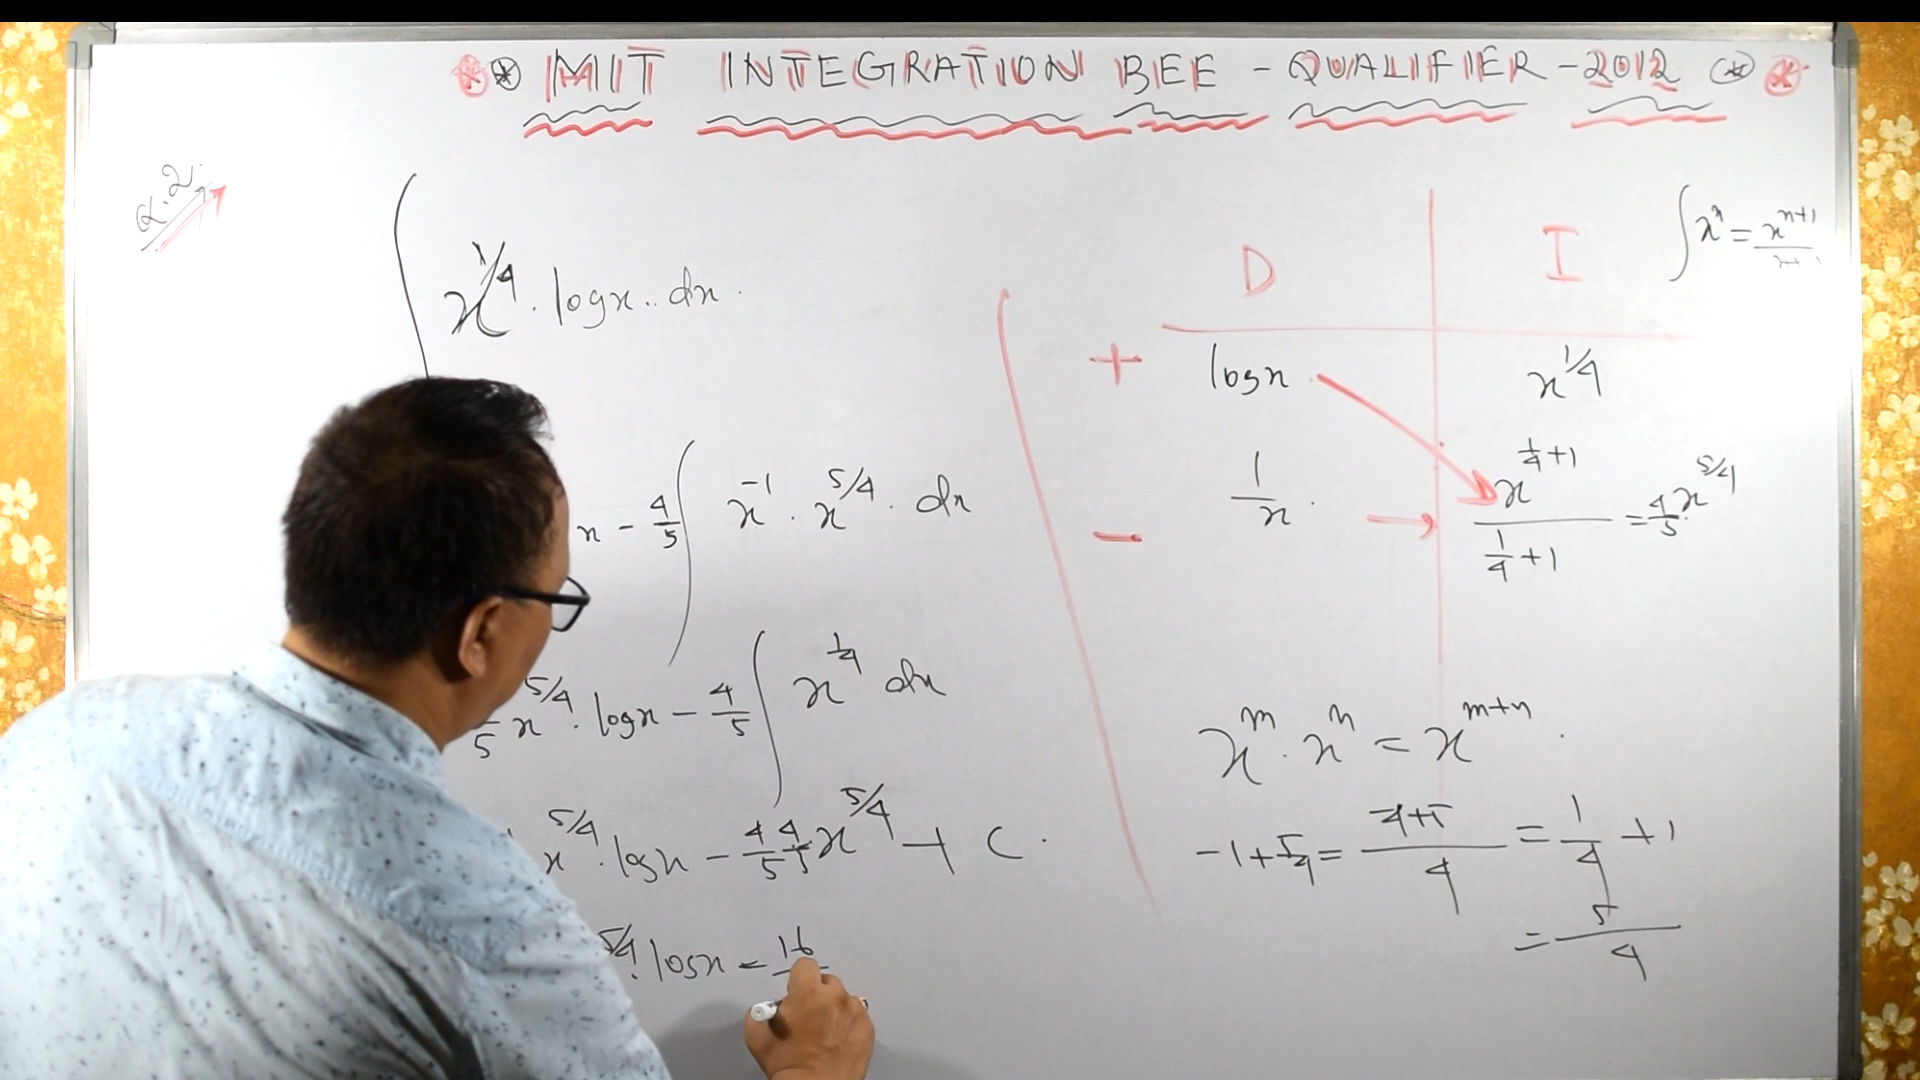 MIT INTEGRATION BEE - QUALIFIER - 2012
Q.2
∫ x^1/4 . logx .. dx .
x - 4/5 ∫ x^-1 . x^5/4 . dx
5 x^5/4 . logx - 4/5 ∫ x^1/4 dx
x^5/4 . logx - 4/5 4/5 x^5/4 + C .
5/4 . logx - 16
D | I
∫ x^n = x^n+1 / n+1
+ logx . x^1/4
- 1/x . x^1/4+1 / 1/4+1 = 4/5 . x^5/4
x^m . x^n = x^m+n .
-1+5/4 = -4+5 / 4 = 1/4 + 1
= 5/4